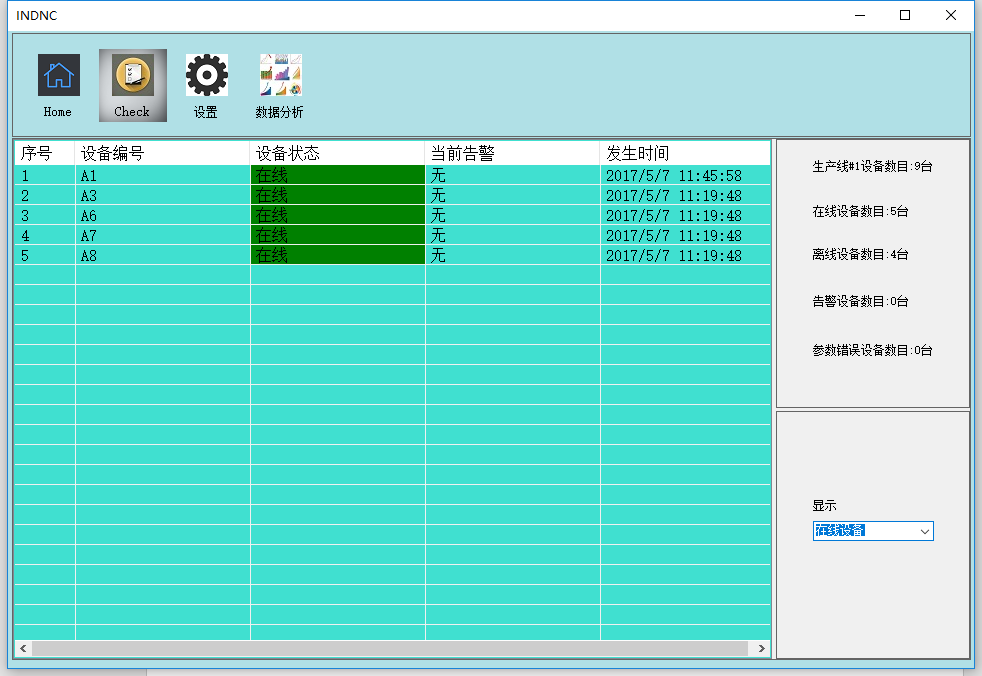 INDNC
Home Check 设置 数据分析
序号 设备编号 设备状态 当前告警 发生时间
1 A1 在线 无 2017/5/7 11:45:58
2 A3 在线 无 2017/5/7 11:19:48
3 A6 在线 无 2017/5/7 11:19:48
4 A7 在线 无 2017/5/7 11:19:48
5 A8 在线 无 2017/5/7 11:19:48
生产线#1设备数目:9台
在线设备数目:5台
离线设备数目:4台
告警设备数目:0台
参数错误设备数目:0台
显示
在线设备